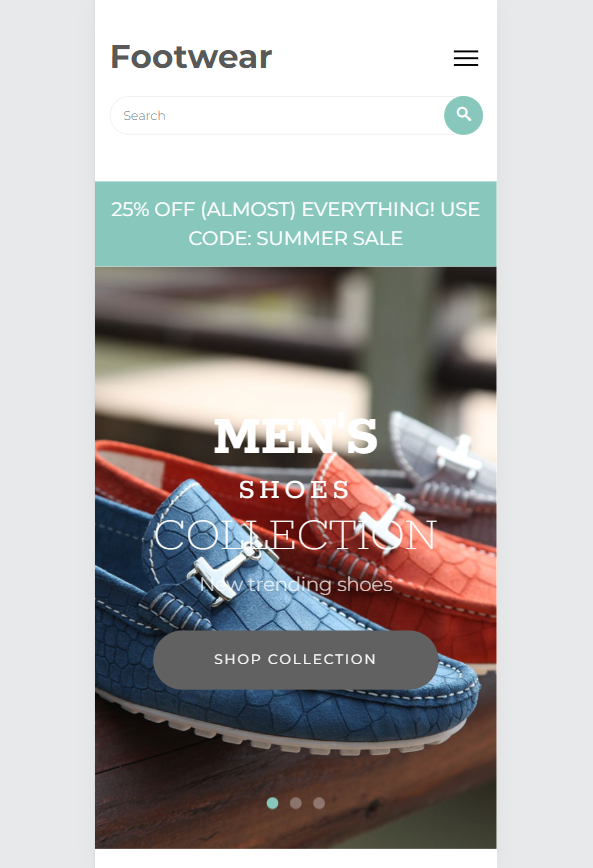 Footwear
Search
25% OFF (ALMOST) EVERYTHING! USE
CODE: SUMMER SALE
MEN'S
SHOES
COLLECTION
New trending shoes
SHOP COLLECTION